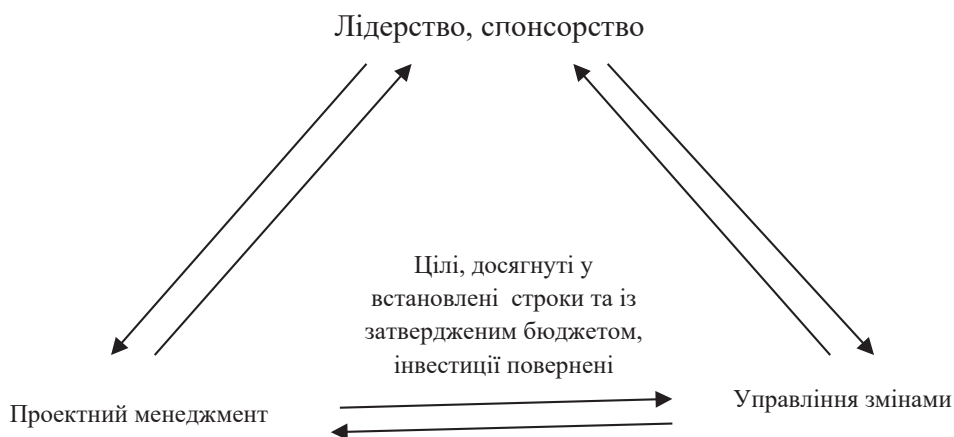 Лідерство, спонсорство
Цілі, досягнуті у
встановлені строки та із
затвердженим бюджетом,
інвестиції повернені
Проектний менеджмент
Управління змінами